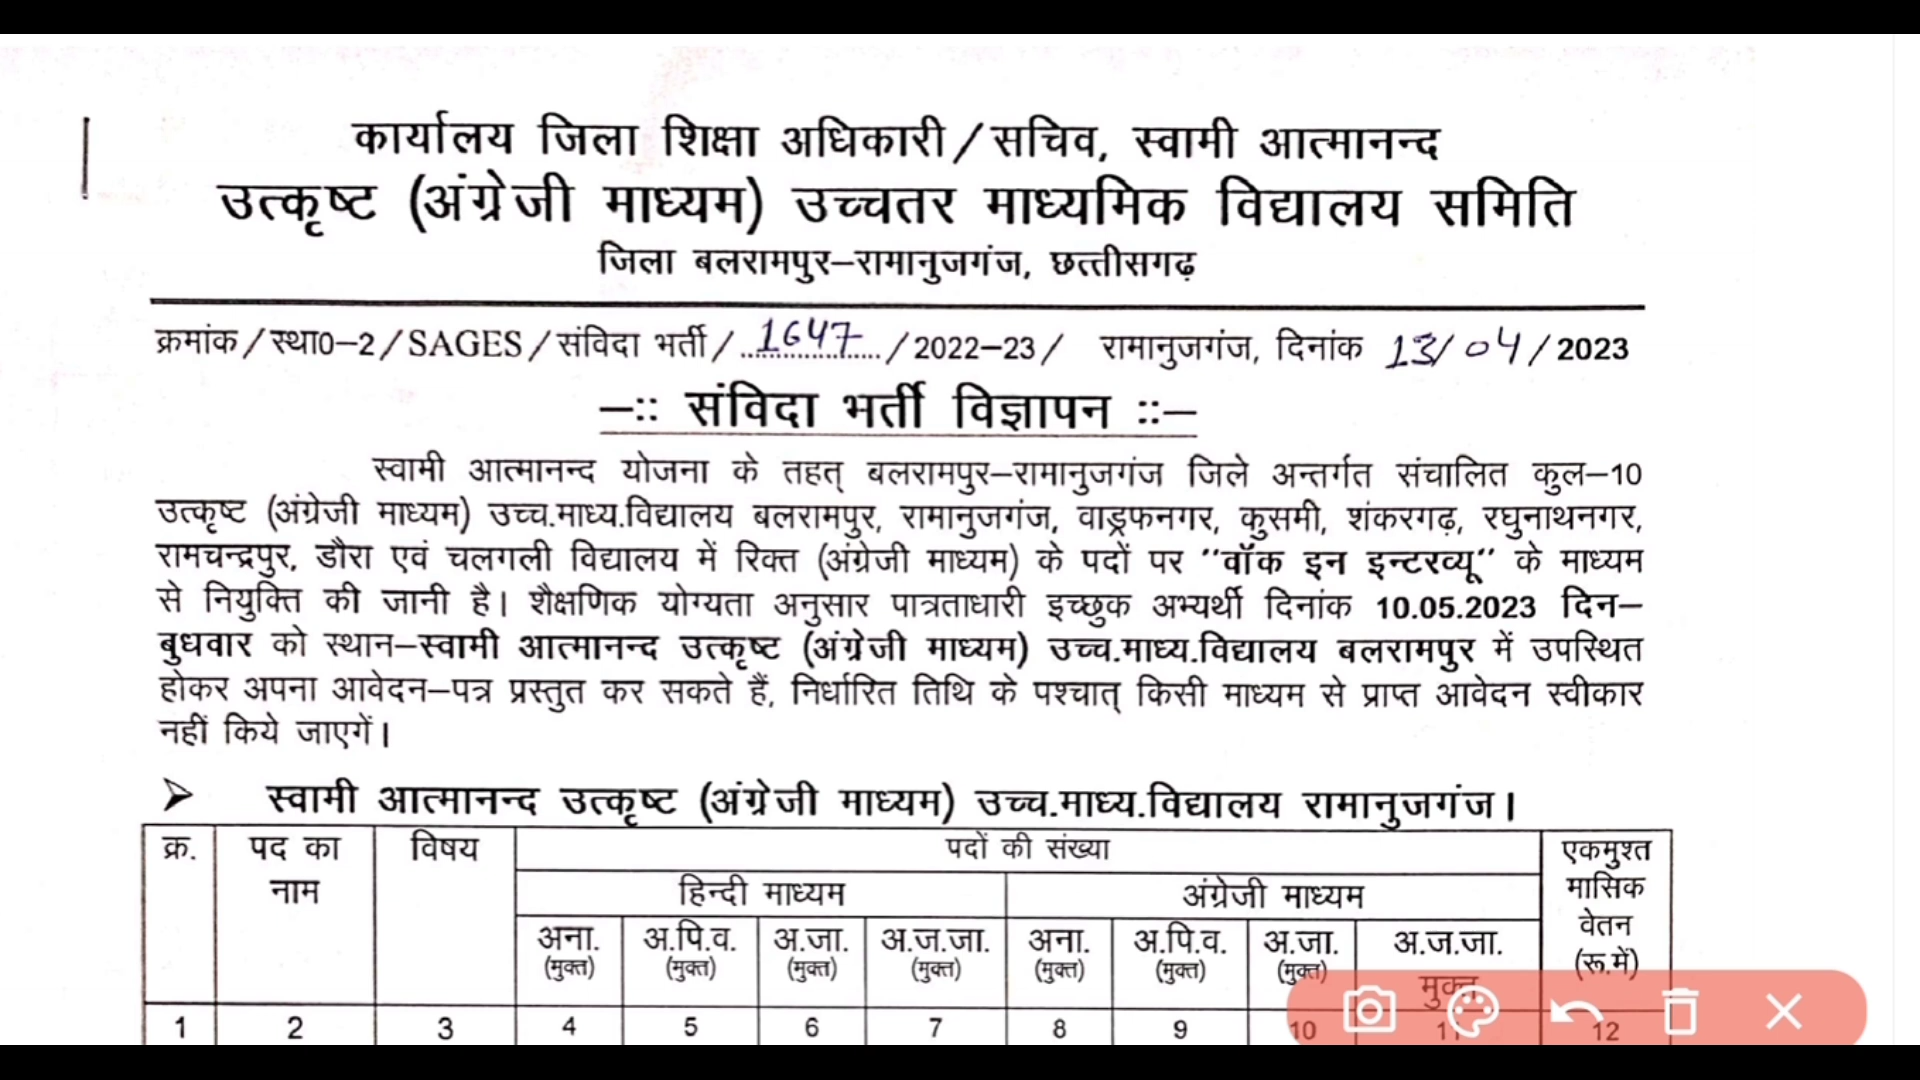 कार्यालय जिला शिक्षा अधिकारी/सचिव, स्वामी आत्मानन्द
उत्कृष्ट (अंग्रेजी माध्यम) उच्चतर माध्यमिक विद्यालय समिति
जिला बलरामपुर–रामानुजगंज, छत्तीसगढ़
क्रमांक/स्था0–2/SAGES/संविदा भर्ती/ 1647 /2022–23/ रामानुजगंज, दिनांक 13/04/2023
–:: संविदा भर्ती विज्ञापन ::–
स्वामी आत्मानन्द योजना के तहत् बलरामपुर–रामानुजगंज जिले अन्तर्गत संचालित कुल–10
उत्कृष्ट (अंग्रेजी माध्यम) उच्च.माध्य.विद्यालय बलरामपुर, रामानुजगंज, वाड्रफनगर, कुसमी, शंकरगढ़, रघुनाथनगर,
रामचन्द्रपुर, डौरा एवं चलगली विद्यालय में रिक्त (अंग्रेजी माध्यम) के पदों पर ''वॉक इन इन्टरव्यू'' के माध्यम
से नियुक्ति की जानी है। शैक्षणिक योग्यता अनुसार पात्रताधारी इच्छुक अभ्यर्थी दिनांक 10.05.2023 दिन–
बुधवार को स्थान–स्वामी आत्मानन्द उत्कृष्ट (अंग्रेजी माध्यम) उच्च.माध्य.विद्यालय बलरामपुर में उपस्थित
होकर अपना आवेदन–पत्र प्रस्तुत कर सकते हैं, निर्धारित तिथि के पश्चात् किसी माध्यम से प्राप्त आवेदन स्वीकार
नहीं किये जाएगें।
➢ स्वामी आत्मानन्द उत्कृष्ट (अंग्रेजी माध्यम) उच्च.माध्य.विद्यालय रामानुजगंज।
क्र. पद का नाम विषय पदों की संख्या एकमुश्त मासिक वेतन (रू.में)
हिन्दी माध्यम अंग्रेजी माध्यम
अना. (मुक्त) अ.पि.व. (मुक्त) अ.जा. (मुक्त) अ.ज.जा. (मुक्त) अना. (मुक्त) अ.पि.व. (मुक्त) अ.जा. (मुक्त) अ.ज.जा. मुक्त
1 2 3 4 5 6 7 8 9 10 11 12